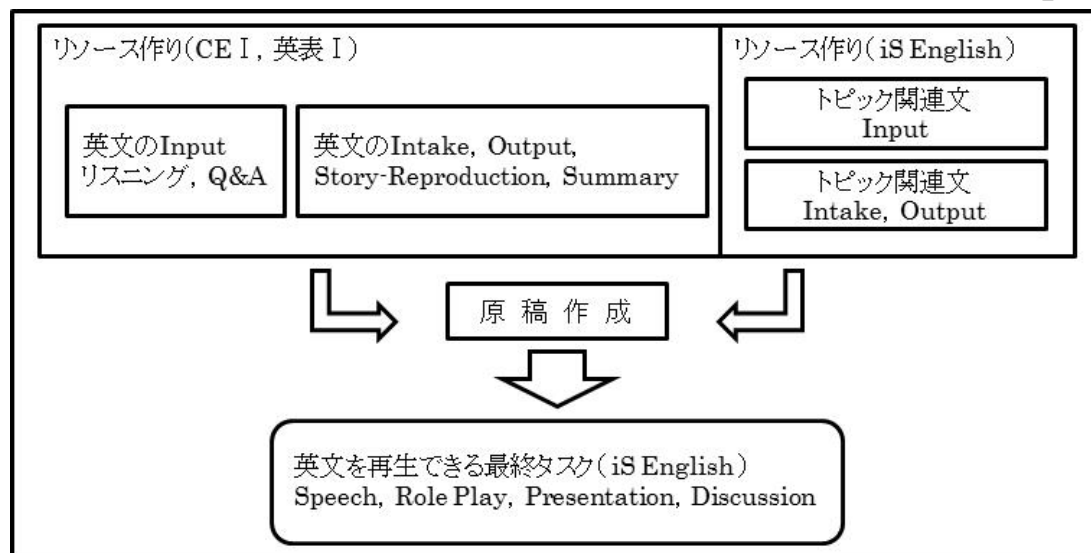 リソース作り(CEⅠ, 英表Ⅰ)
英文のInput
リスニング, Q&A
英文のIntake, Output,
Story-Reproduction, Summary
リソース作り(iS English)
トピック関連文
Input
トピック関連文
Intake, Output
原 稿 作 成
英文を再生できる最終タスク(iS English)
Speech, Role Play, Presentation, Discussion